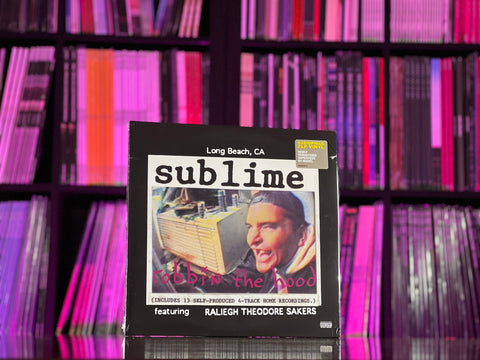 Long Beach, CA
sublime
robbin the hood
(INCLUDES 13 SELF-PRODUCED 4-TRACK HOME RECORDINGS.)
featuring RALIEGH THEODORE SAKERS